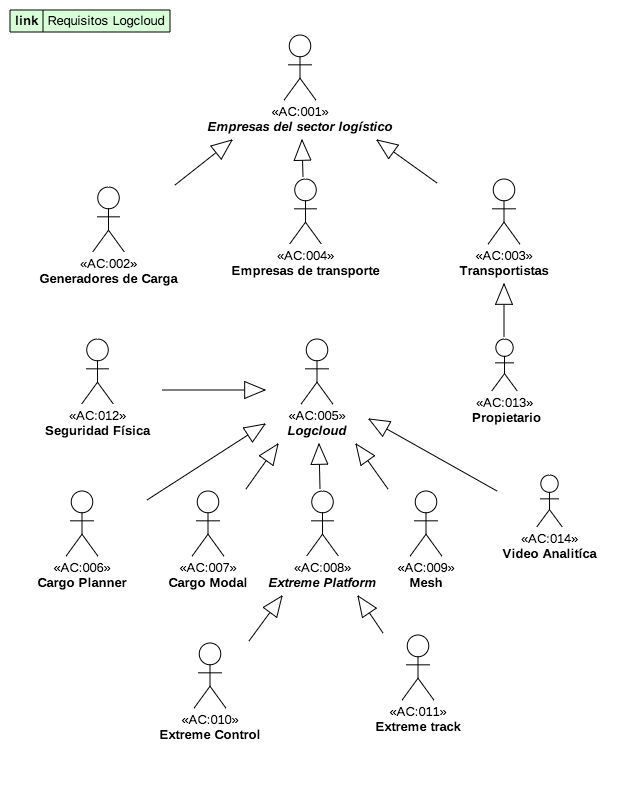 link Requisitos Logcloud
«AC:001»
Empresas del sector logístico
«AC:002»
Generadores de Carga
«AC:004»
Empresas de transporte
«AC:003»
Transportistas
«AC:012»
Seguridad Física
«AC:005»
Logcloud
«AC:013»
Propietario
«AC:006»
Cargo Planner
«AC:007»
Cargo Modal
«AC:008»
Extreme Platform
«AC:009»
Mesh
«AC:014»
Video Analitíca
«AC:010»
Extreme Control
«AC:011»
Extreme track